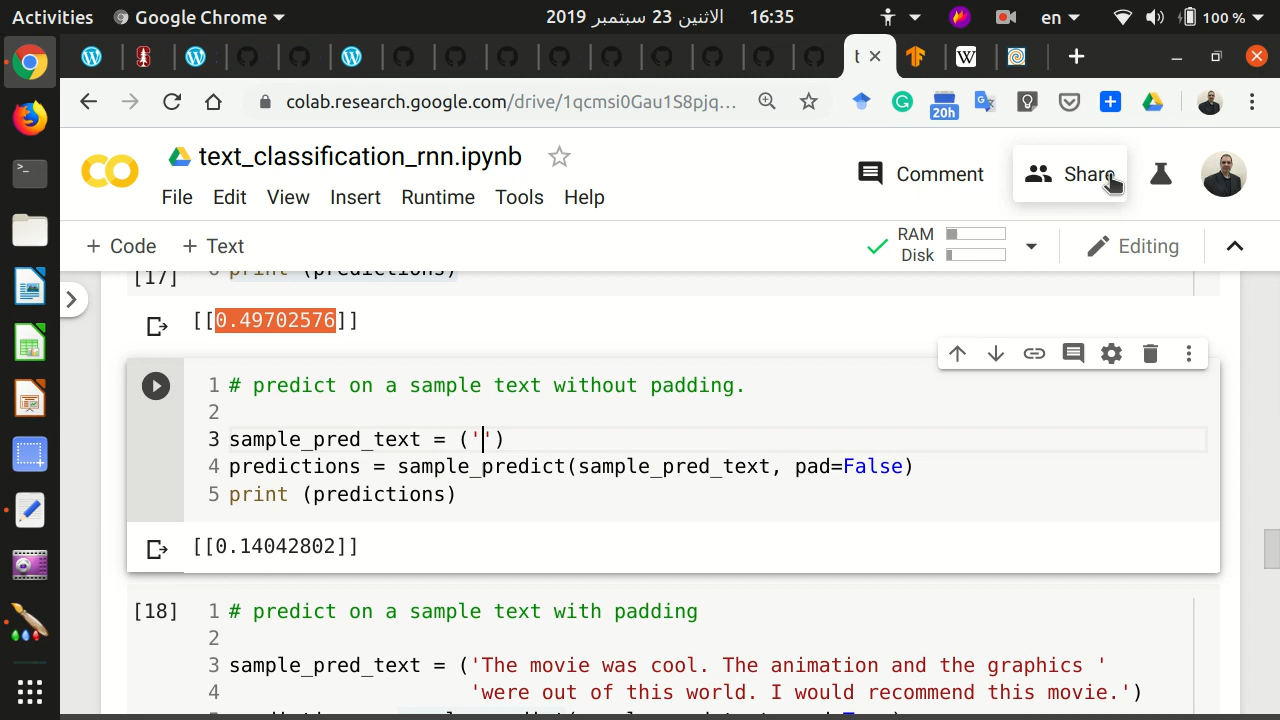 Activities Google Chrome 2019 الاثنين 23 سبتمبر 16:35 en 100 %
colab.research.google.com/drive/1qcmsi0Gau1S8pjq... 20h
text_classification_rnn.ipynb
Comment Share
File Edit View Insert Runtime Tools Help
+ Code + Text RAM Disk Editing
[17] 6 print (predictions)
[[0.49702576]]
1 # predict on a sample text without padding.
2
3 sample_pred_text = ('')
4 predictions = sample_predict(sample_pred_text, pad=False)
5 print (predictions)
[[0.14042802]]
[18] 1 # predict on a sample text with padding
2
3 sample_pred_text = ('The movie was cool. The animation and the graphics '
4 'were out of this world. I would recommend this movie.')